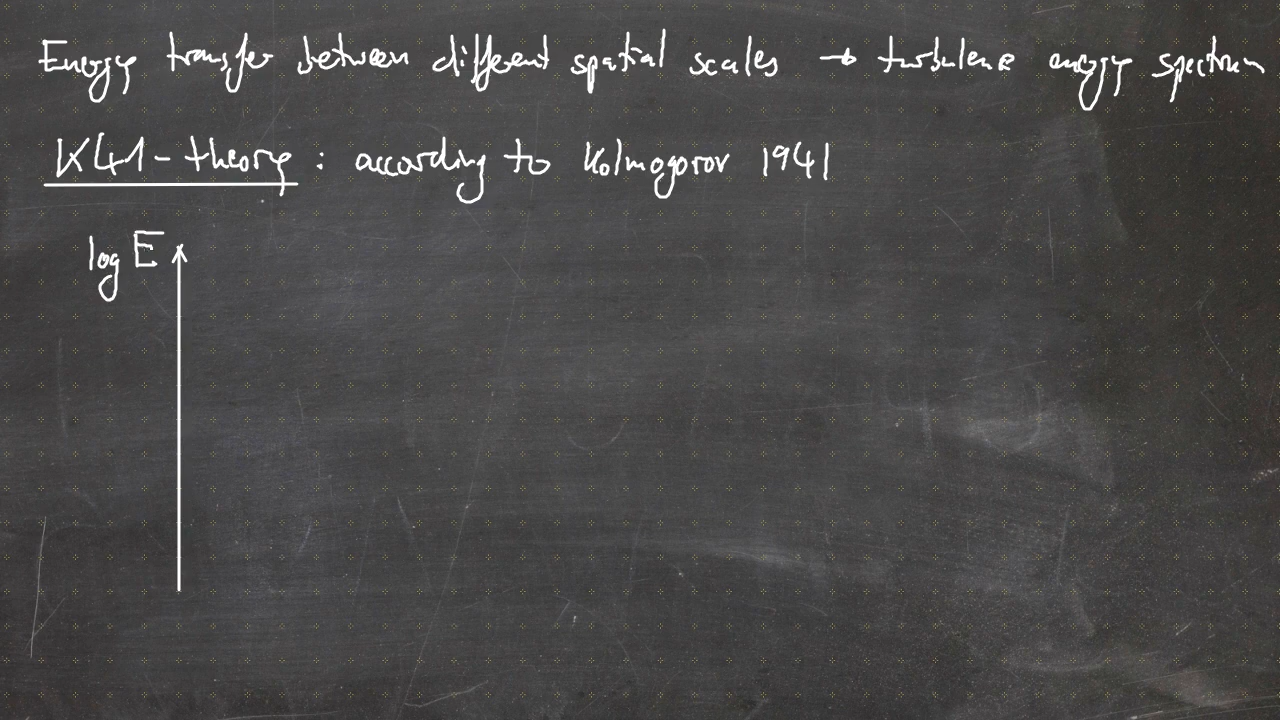 Energy transfer between different spatial scales → turbulence energy spectrum
K41-theory : according to Kolmogorov 1941
log E